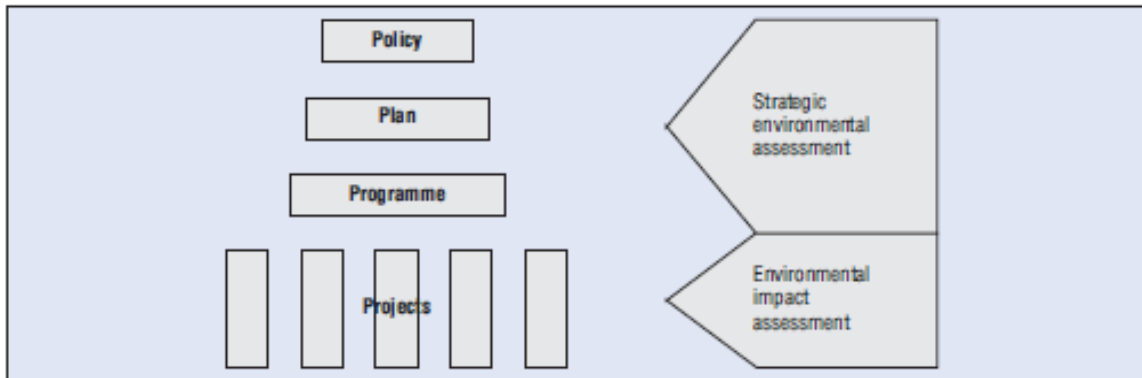 Policy
Plan
Programme
Projects
Strategic
environmental
assessment
Environmental
impact
assessment